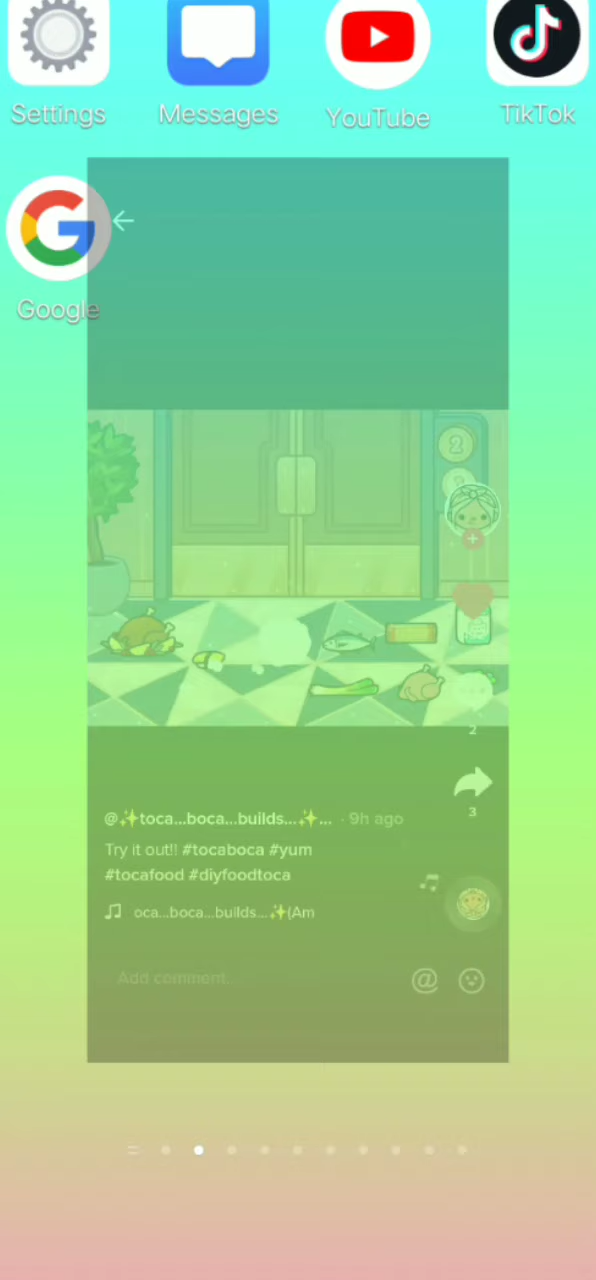 Settings
Messages
YouTube
TikTok
Google
2
2
3
@✨toca...boca...builds...✨... · 9h ago
Try it out!! #tocaboca #yum
#tocafood #diyfoodtoca
oca...boca...builds...✨(Am
Add comment...